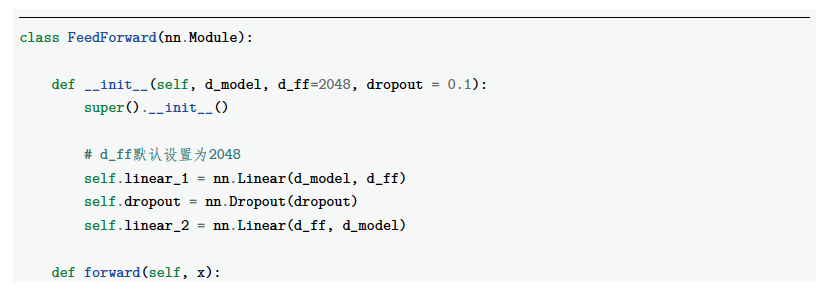 class FeedForward(nn.Module):
def __init__(self, d_model, d_ff=2048, dropout = 0.1):
super().__init__()
# d_ff默认设置为2048
self.linear_1 = nn.Linear(d_model, d_ff)
self.dropout = nn.Dropout(dropout)
self.linear_2 = nn.Linear(d_ff, d_model)
def forward(self, x):